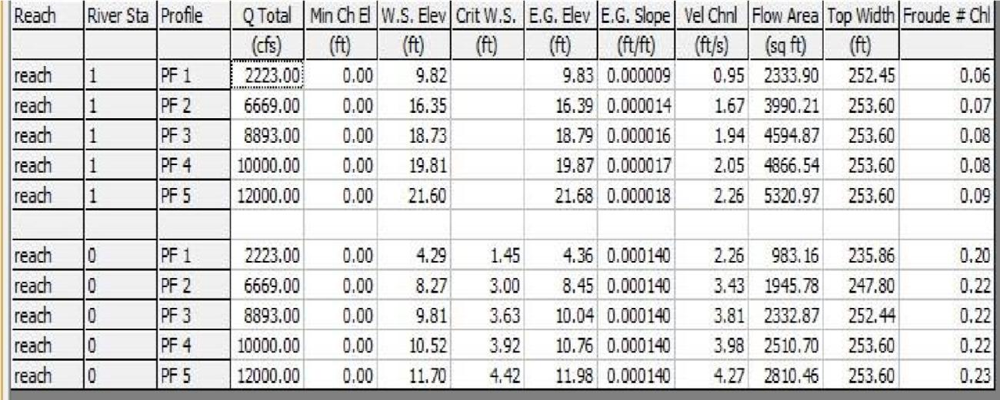 Reach River Sta Profile Q Total Min Ch El W.S. Elev Crit W.S. E.G. Elev E.G. Slope Vel Chnl Flow Area Top Width Froude # Chl
(cfs) (ft) (ft) (ft) (ft) (ft/ft) (ft/s) (sq ft) (ft)
reach 1 PF 1 2223.00 0.00 9.82 9.83 0.000009 0.95 2333.90 252.45 0.06
reach 1 PF 2 6669.00 0.00 16.35 16.39 0.000014 1.67 3990.21 253.60 0.07
reach 1 PF 3 8893.00 0.00 18.73 18.79 0.000016 1.94 4594.87 253.60 0.08
reach 1 PF 4 10000.00 0.00 19.81 19.87 0.000017 2.05 4866.54 253.60 0.08
reach 1 PF 5 12000.00 0.00 21.60 21.68 0.000018 2.26 5320.97 253.60 0.09
reach 0 PF 1 2223.00 0.00 4.29 1.45 4.36 0.000140 2.26 983.16 235.86 0.20
reach 0 PF 2 6669.00 0.00 8.27 3.00 8.45 0.000140 3.43 1945.78 247.80 0.22
reach 0 PF 3 8893.00 0.00 9.81 3.63 10.04 0.000140 3.81 2332.87 252.44 0.22
reach 0 PF 4 10000.00 0.00 10.52 3.92 10.76 0.000140 3.98 2510.70 253.60 0.22
reach 0 PF 5 12000.00 0.00 11.70 4.42 11.98 0.000140 4.27 2810.46 253.60 0.23